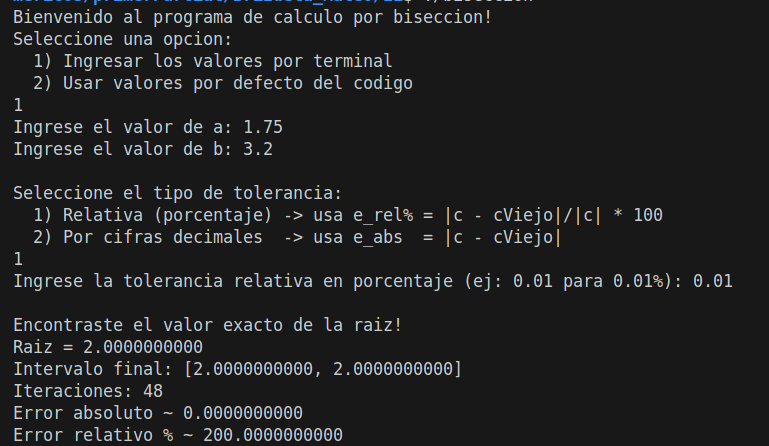 Bienvenido al programa de calculo por biseccion!
Seleccione una opcion:
1) Ingresar los valores por terminal
2) Usar valores por defecto del codigo
1
Ingrese el valor de a: 1.75
Ingrese el valor de b: 3.2
Seleccione el tipo de tolerancia:
1) Relativa (porcentaje) -> usa e_rel% = |c - cViejo|/|c| * 100
2) Por cifras decimales  -> usa e_abs  = |c - cViejo|
1
Ingrese la tolerancia relativa en porcentaje (ej: 0.01 para 0.01%): 0.01
Encontraste el valor exacto de la raiz!
Raiz = 2.0000000000
Intervalo final: [2.0000000000, 2.0000000000]
Iteraciones: 48
Error absoluto ~ 0.0000000000
Error relativo % ~ 200.0000000000